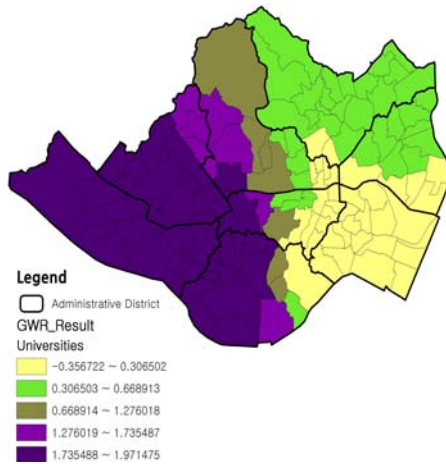 Legend
Administrative District
GWR_Result
Universities
-0.356722 ~ 0.306502
0.306503 ~ 0.668913
0.668914 ~ 1.276018
1.276019 ~ 1.735487
1.735488 ~ 1.971475